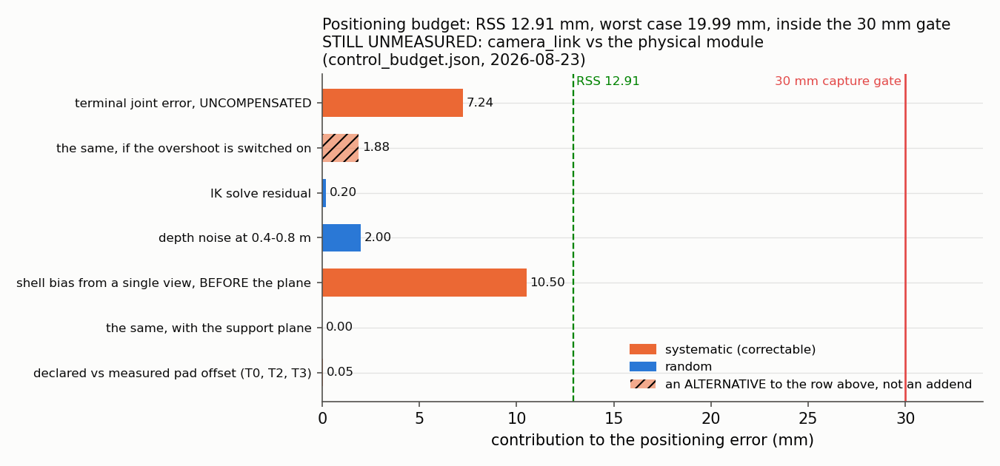 Positioning budget: RSS 12.91 mm, worst case 19.99 mm, inside the 30 mm gate
STILL UNMEASURED: camera_link vs the physical module
(control_budget.json, 2026-08-23)
RSS 12.91
30 mm capture gate
terminal joint error, UNCOMPENSATED
7.24
the same, if the overshoot is switched on
1.88
IK solve residual
0.20
depth noise at 0.4-0.8 m
2.00
shell bias from a single view, BEFORE the plane
10.50
the same, with the support plane
0.00
declared vs measured pad offset (T0, T2, T3)
0.05
systematic (correctable)
random
an ALTERNATIVE to the row above, not an addend
0 5 10 15 20 25 30
contribution to the positioning error (mm)